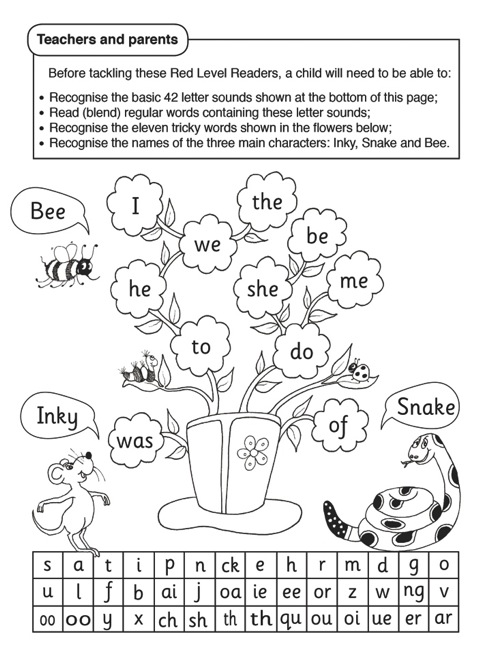 Teachers and parents
Before tackling these Red Level Readers, a child will need to be able to:
• Recognise the basic 42 letter sounds shown at the bottom of this page;
• Read (blend) regular words containing these letter sounds;
• Recognise the eleven tricky words shown in the flowers below;
• Recognise the names of the three main characters: Inky, Snake and Bee.
Bee
I
the
we
be
he
she
me
to
do
Inky
was
of
Snake
s a t i p n ck e h r m d g o
u l f b ai j oa ie ee or z w ng v
oo oo y x ch sh th th qu ou oi ue er ar